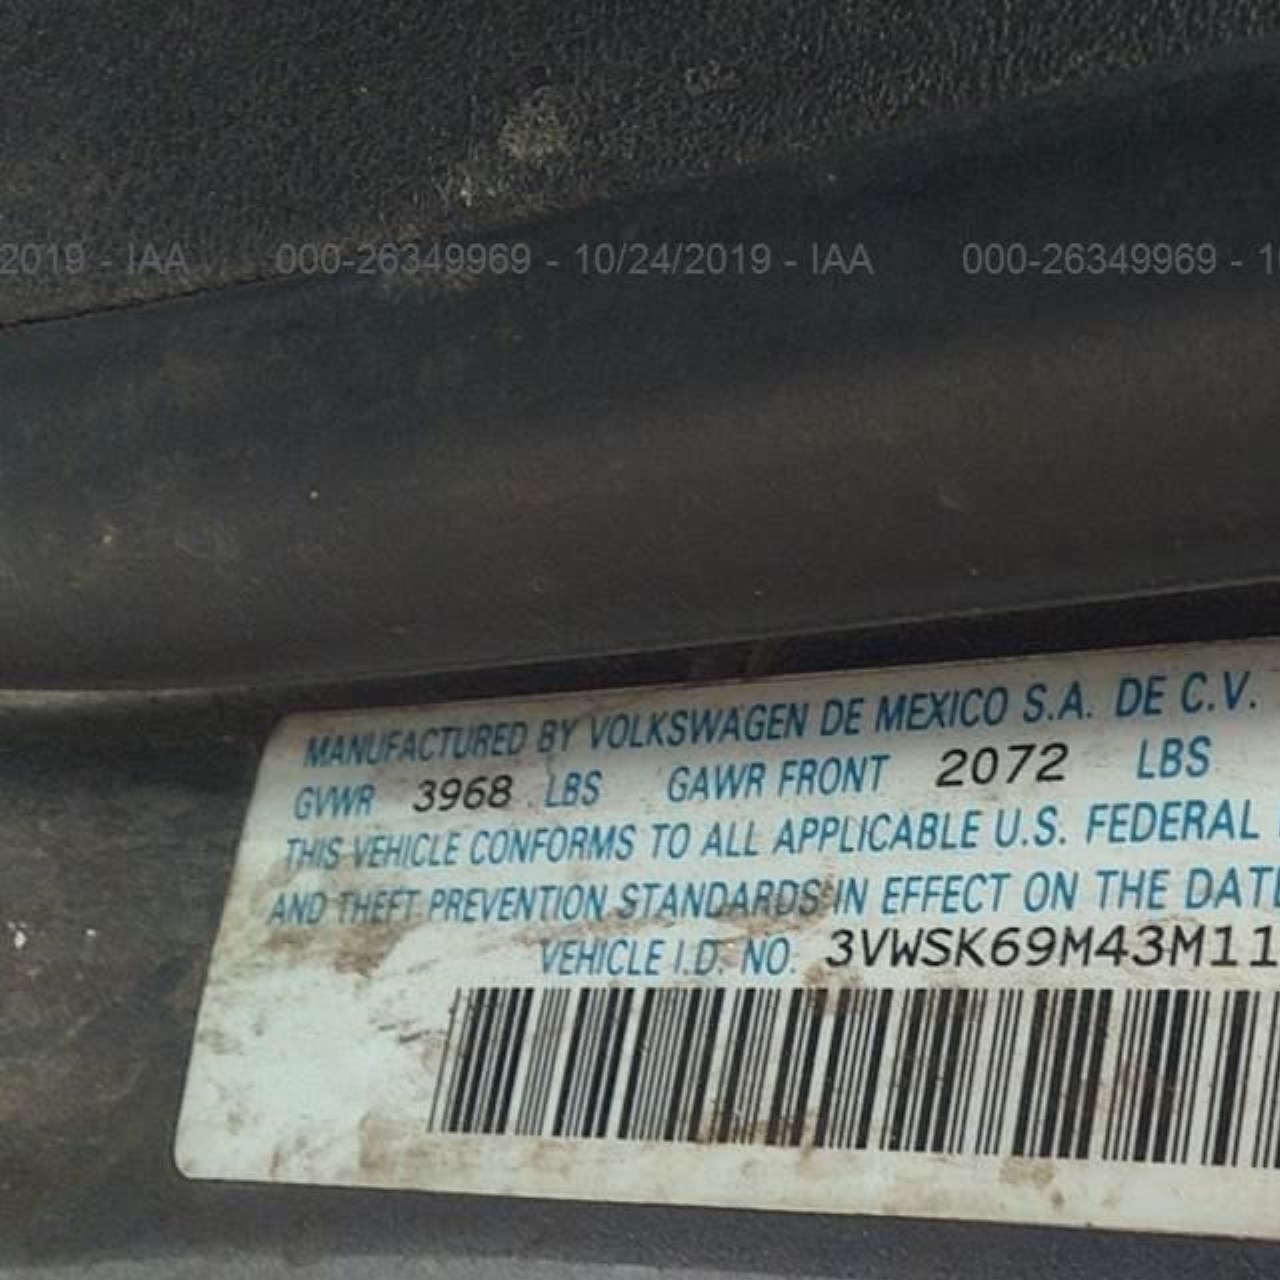 2019 - IAA 000-26349969 - 10/24/2019 - IAA 000-26349969 -
MANUFACTURED BY VOLKSWAGEN DE MEXICO S.A. DE C.V.
GVWR 3968 LBS GAWR FRONT 2072 LBS
THIS VEHICLE CONFORMS TO ALL APPLICABLE U.S. FEDERAL
AND THEFT PREVENTION STANDARDS IN EFFECT ON THE DATE
VEHICLE I.D. NO. 3VWSK69M43M11